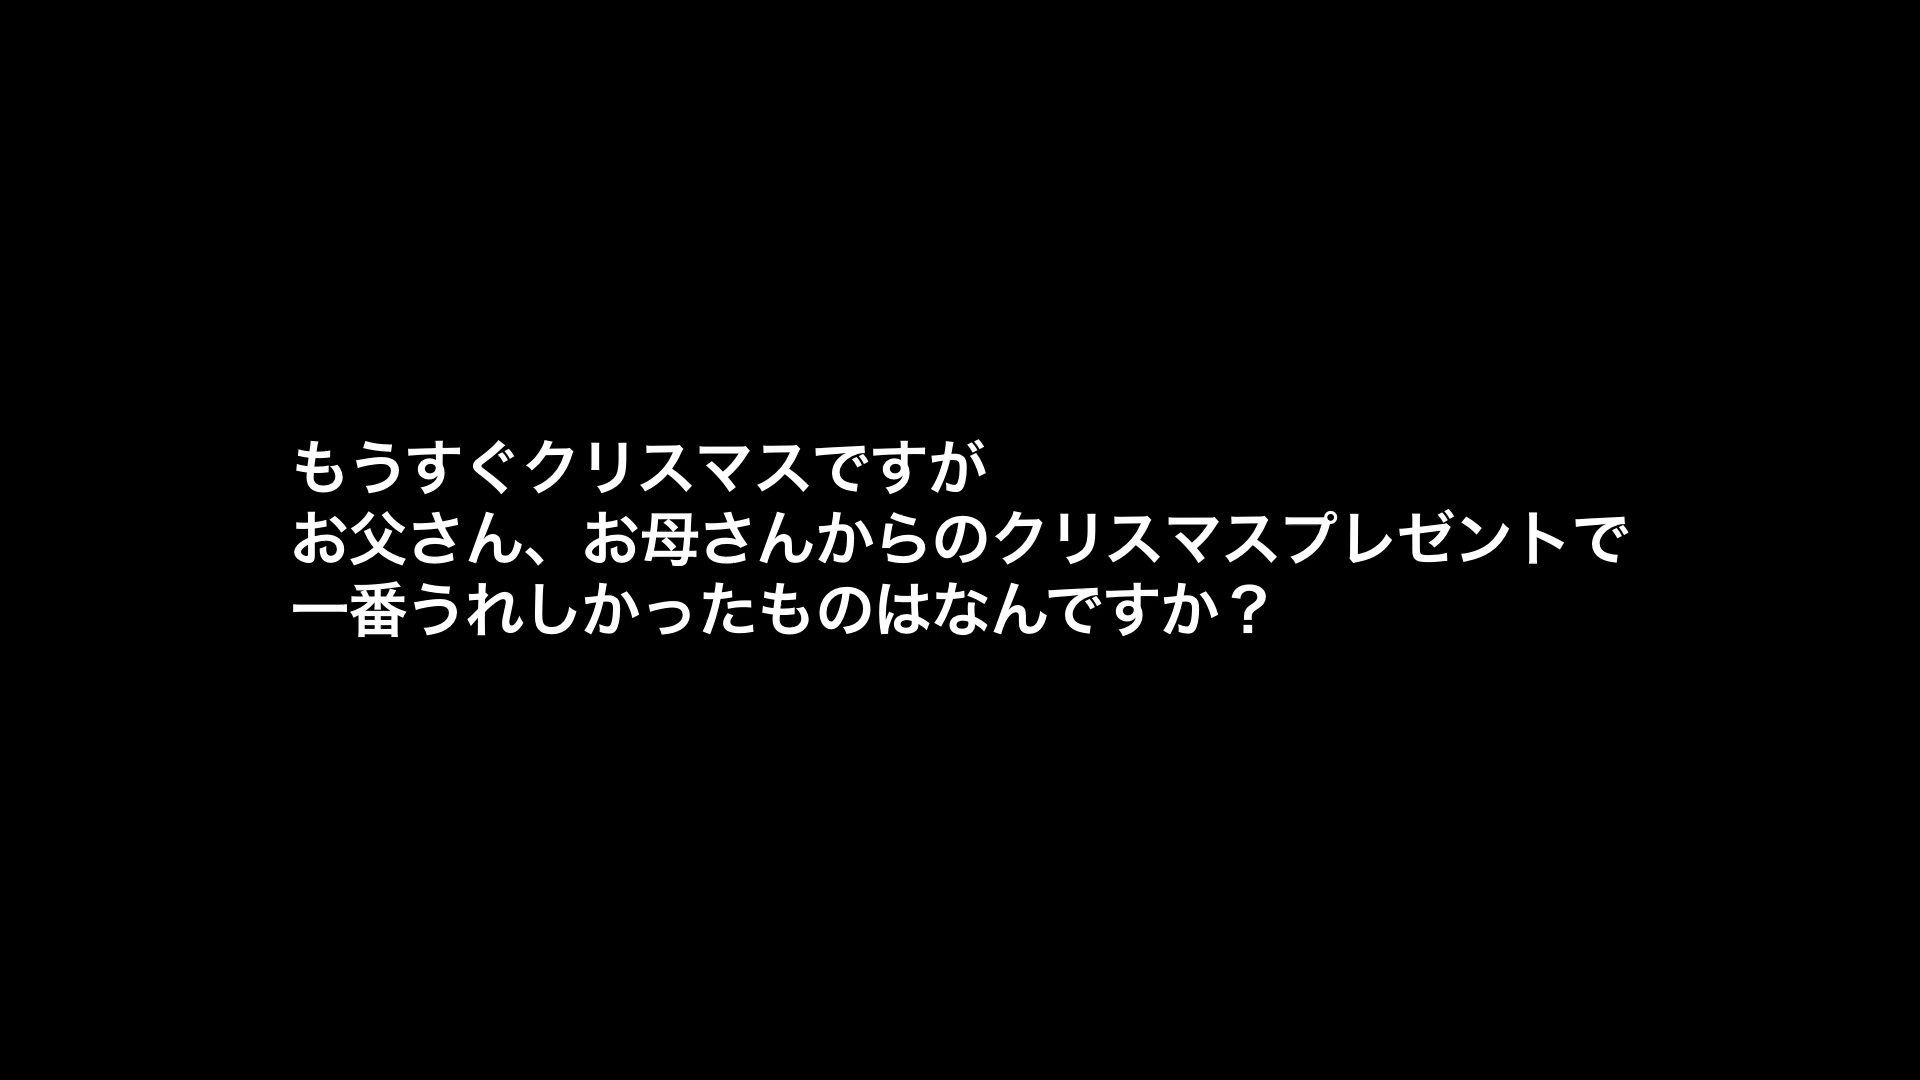 もうすぐクリスマスですが
お父さん、お母さんからのクリスマスプレゼントで
一番うれしかったものはなんですか？